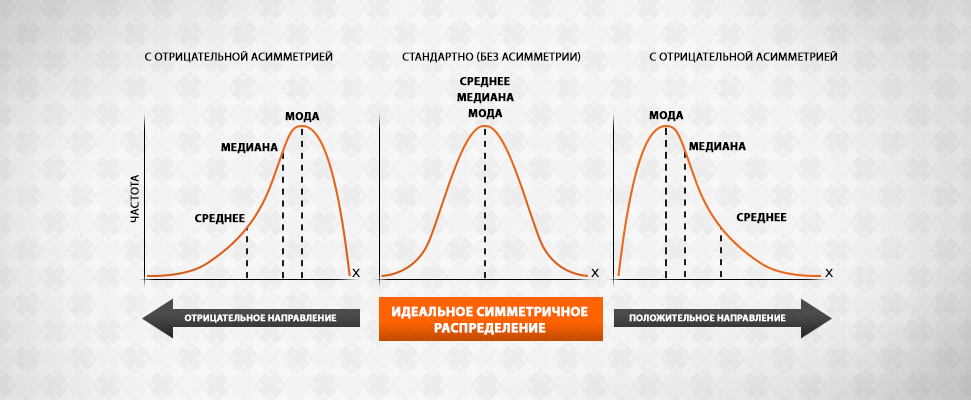 С ОТРИЦАТЕЛЬНОЙ АСИММЕТРИЕЙ
СТАНДАРТНО (БЕЗ АСИММЕТРИИ)
С ОТРИЦАТЕЛЬНОЙ АСИММЕТРИЕЙ
ЧАСТОТА
МОДА
МЕДИАНА
СРЕДНЕЕ
X
СРЕДНЕЕ
МЕДИАНА
МОДА
X
МОДА
МЕДИАНА
СРЕДНЕЕ
X
ОТРИЦАТЕЛЬНОЕ НАПРАВЛЕНИЕ
ИДЕАЛЬНОЕ СИММЕТРИЧНОЕ
РАСПРЕДЕЛЕНИЕ
ПОЛОЖИТЕЛЬНОЕ НАПРАВЛЕНИЕ